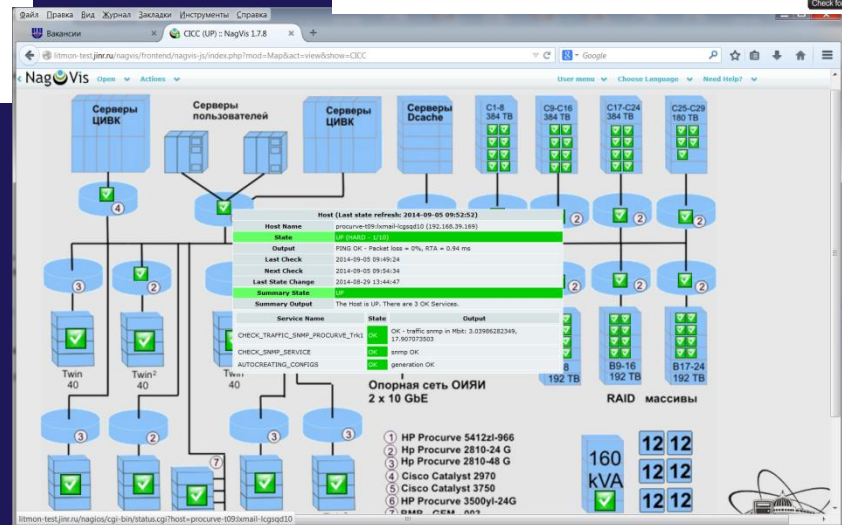 Check fo
Файл Правка Вид Журнал Закладки Инструменты Справка
Вакансии
CICC (UP) :: NagVis 1.7.8
litmon-test.jinr.ru/nagvis/frontend/nagvis-js/index.php?mod=Map&act=view&show=CICC
Google
NagVis Open Actions
User menu Choose Language Need Help?
Серверы ЦИВК
Серверы пользователей
Серверы ЦИВК
Серверы Dcache
C1-8 384 TB
C9-C16 384 TB
C17-C24 384 TB
C25-C29 180 TB
4
2
2
Host (Last state refresh: 2014-09-05 09:52:52)
Host Name procurve-t09:lxmail-lcgsqd10 (192.168.39.169)
State UP (HARD - 1/10)
Output PING OK - Packet loss = 0%, RTA = 0.94 ms
Last Check 2014-09-05 09:49:24
Next Check 2014-09-05 09:54:34
Last State Change 2014-08-29 13:44:47
Summary State UP
Summary Output The Host is UP. There are 3 OK Services.
Service Name State Output
CHECK_TRAFFIC_SNMP_PROCURVE_Trk1 OK OK - traffic snmp in Mbit: 3.03986282349, 17.907073503
CHECK_SNMP_SERVICE OK snmp OK
AUTOCREATING_CONFIGS OK generation OK
3
2
2
2
Twin 40
Twin² 40
40
8 192 TB
B9-16 192 TB
B17-24 192 TB
Опорная сеть ОИЯИ
2 x 10 GbE
RAID массивы
3
2
7
3
3
1 HP Procurve 5412zl-966
2 Hp Procurve 2810-24 G
3 Hp Procurve 2810-48 G
4 Cisco Catalyst 2970
5 Cisco Catalyst 3750
6 HP Procurve 3500yl-24G
160 kVA
12 12
12 12
12 12
litmon-test.jinr.ru/nagios/cgi-bin/status.cgi?host=procurve-t09:lxmail-lcgsqd10